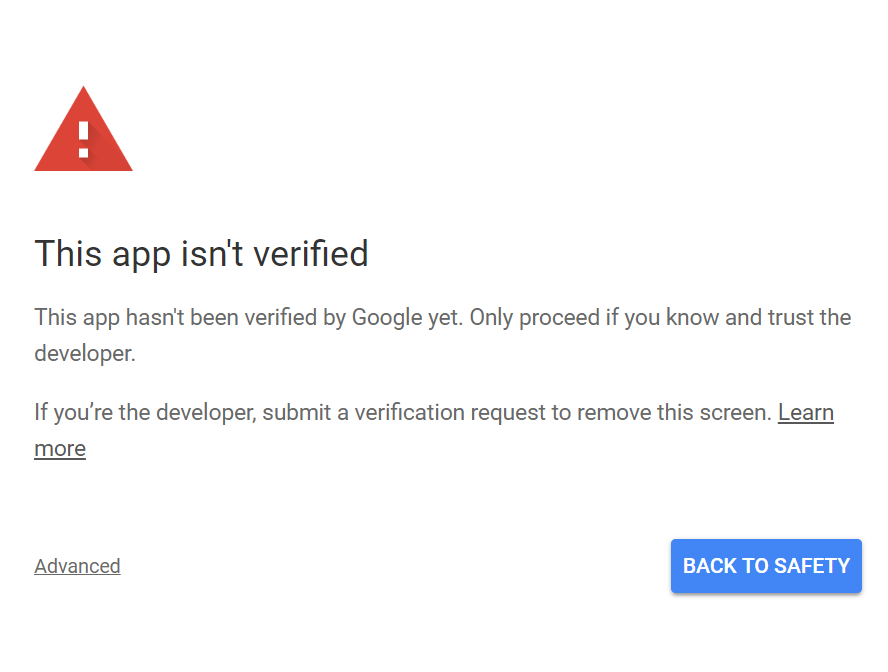 This app isn't verified
This app hasn't been verified by Google yet. Only proceed if you know and trust the
developer.
If you’re the developer, submit a verification request to remove this screen. Learn
more
Advanced
BACK TO SAFETY